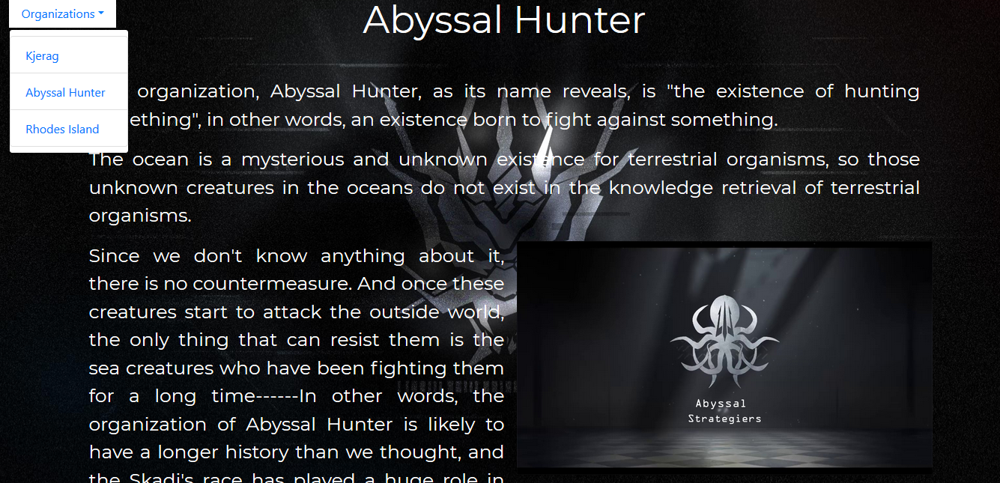 Organizations
Abyssal Hunter
Kjerag
Abyssal Hunter
Rhodes Island
organization, Abyssal Hunter, as its name reveals, is "the existence of hunting
ething", in other words, an existence born to fight against something.
The ocean is a mysterious and unknown existence for terrestrial organisms, so those
unknown creatures in the oceans do not exist in the knowledge retrieval of terrestrial
organisms.
Since we don't know anything about it,
there is no countermeasure. And once these
creatures start to attack the outside world,
the only thing that can resist them is the
sea creatures who have been fighting them
for a long time------In other words, the
organization of Abyssal Hunter is likely to
have a longer history than we thought, and
the Skadi's race has played a huge role in
Abyssal
Strategiers